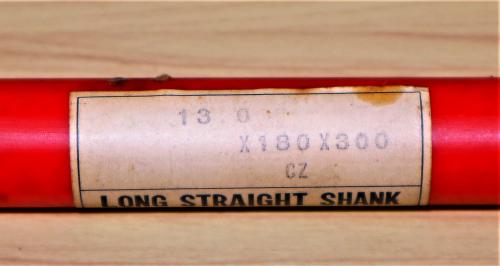 13 0
X180X300
CZ
LONG STRAIGHT SHANK